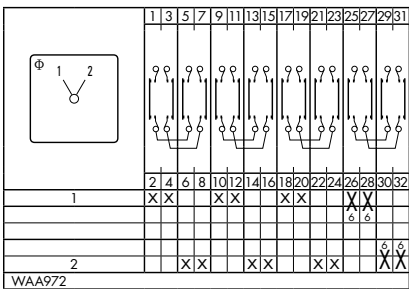 1 3 5 7 9 11 13 15 17 19 21 23 25 27 29 31
Φ
1 2
2 4 6 8 10 12 14 16 18 20 22 24 26 28 30 32
1 X X X X X X X X
6 6
6 6
2 X X X X X X X X
WAA972